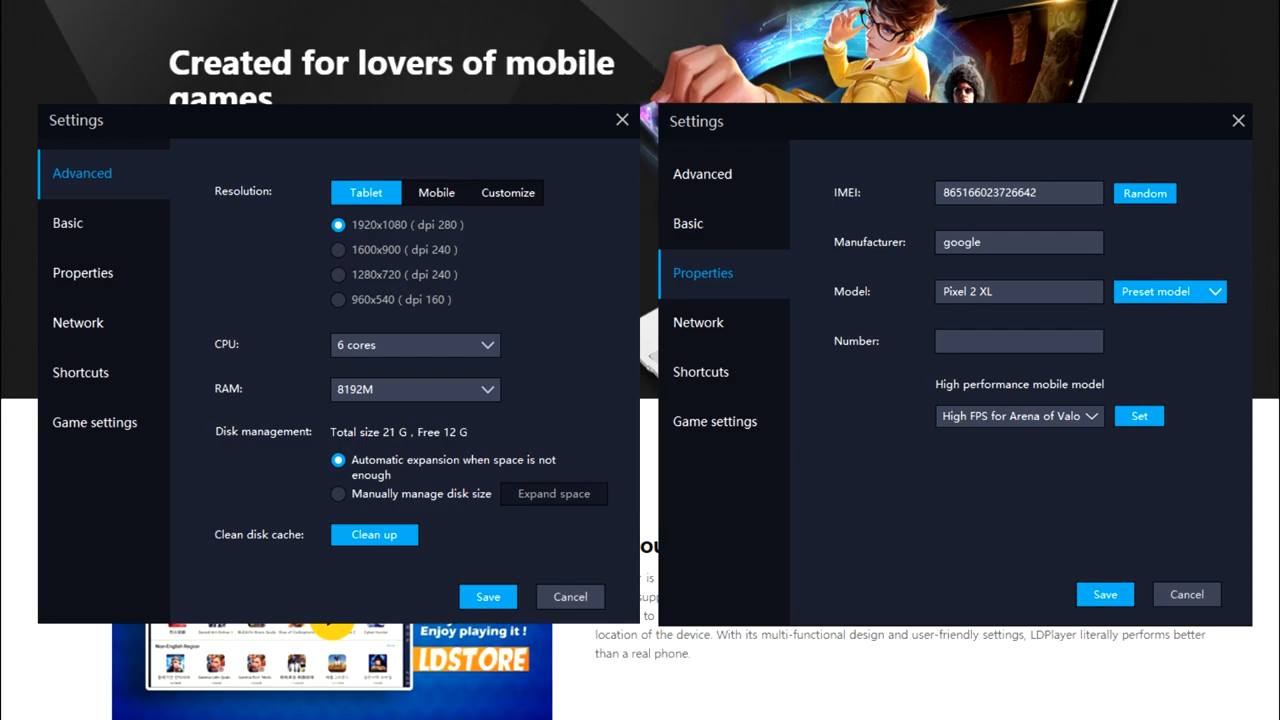 Created for lovers of mobile
games
Settings
Advanced
Basic
Properties
Network
Shortcuts
Game settings
Resolution:
Tablet Mobile Customize
1920x1080 ( dpi 280 )
1600x900 ( dpi 240 )
1280x720 ( dpi 240 )
960x540 ( dpi 160 )
CPU: 6 cores
RAM: 8192M
Disk management: Total size 21 G , Free 12 G
Automatic expansion when space is not
enough
Manually manage disk size Expand space
Clean disk cache: Clean up
Save Cancel
Settings
Advanced
Basic
Properties
Network
Shortcuts
Game settings
IMEI: 865166023726642 Random
Manufacturer: google
Model: Pixel 2 XL Preset model
Number:
High performance mobile model
High FPS for Arena of Valo Set
Save Cancel
Non-English Region
Enjoy playing it !
LDSTORE
is
to
location of the device. With its multi-functional design and user-friendly settings, LDPlayer literally performs better
than a real phone.